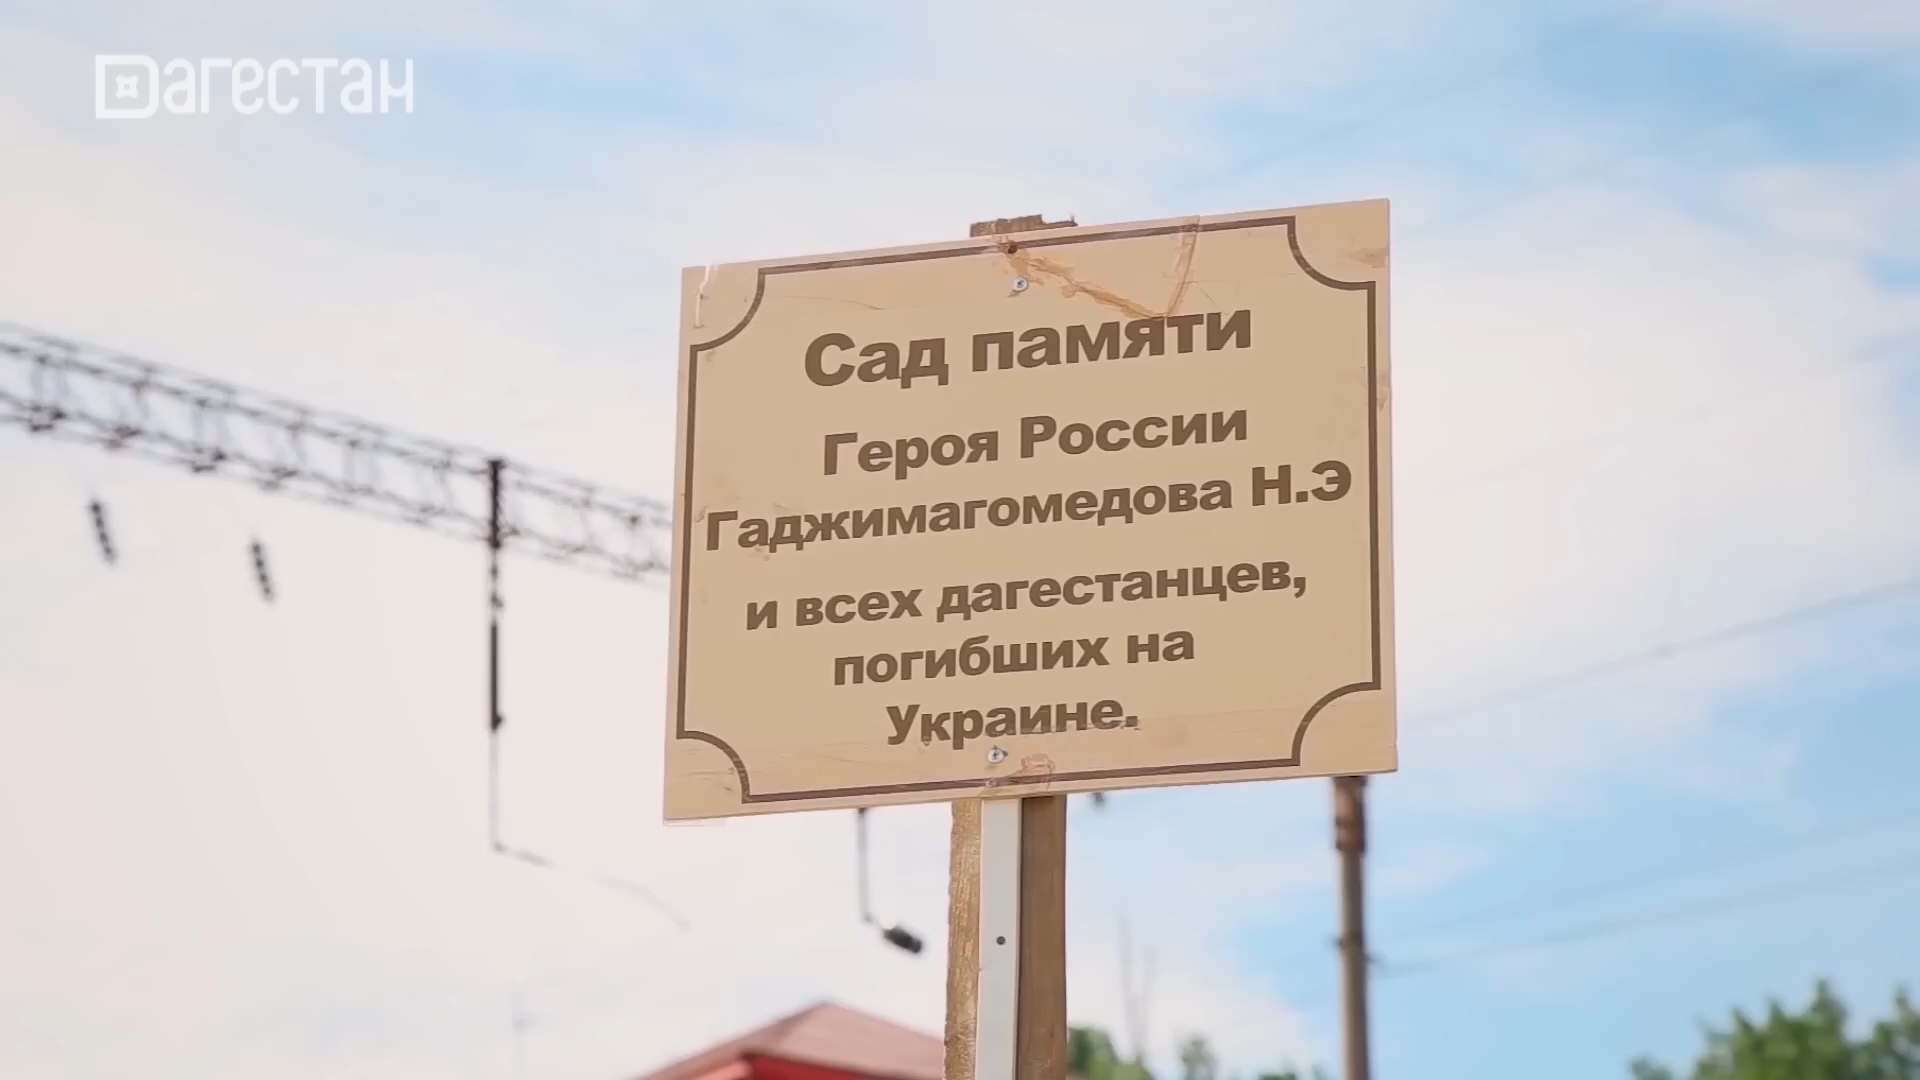 Дагестан
Сад памяти
Героя России
Гаджимагомедова Н.Э
и всех дагестанцев,
погибших на
Украине.